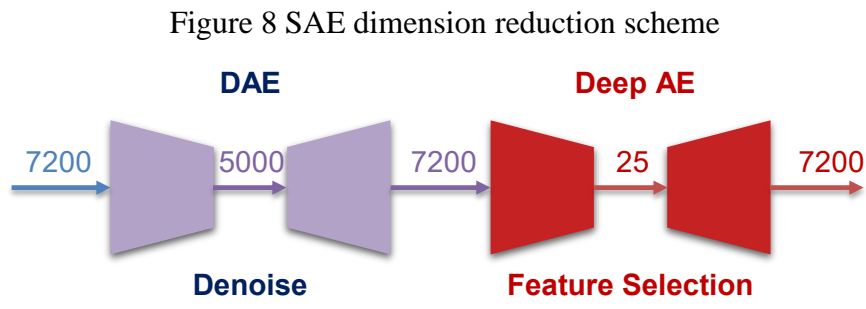 Figure 8 SAE dimension reduction scheme
DAE Deep AE
7200 5000 7200 25 7200
Denoise Feature Selection